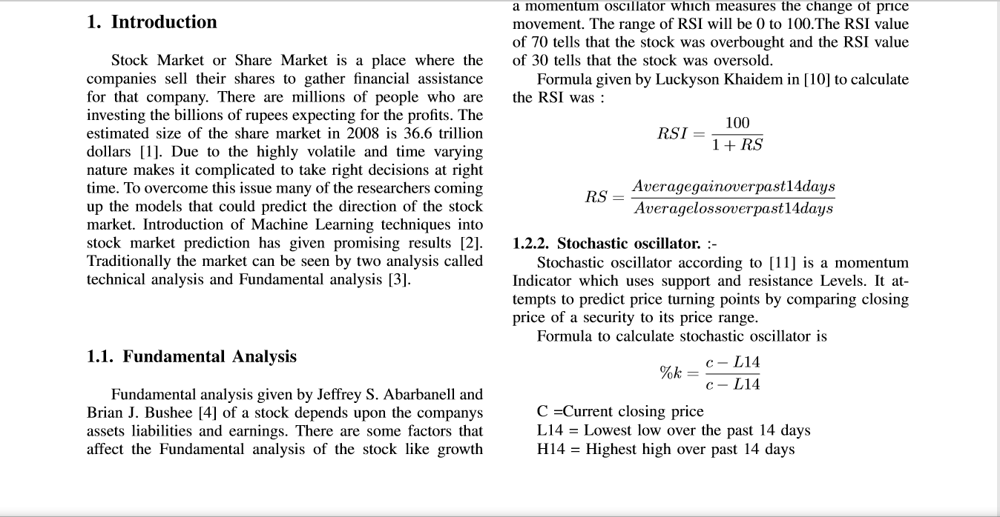 1. Introduction
Stock Market or Share Market is a place where the
companies sell their shares to gather financial assistance
for that company. There are millions of people who are
investing the billions of rupees expecting for the profits. The
estimated size of the share market in 2008 is 36.6 trillion
dollars [1]. Due to the highly volatile and time varying
nature makes it complicated to take right decisions at right
time. To overcome this issue many of the researchers coming
up the models that could predict the direction of the stock
market. Introduction of Machine Learning techniques into
stock market prediction has given promising results [2].
Traditionally the market can be seen by two analysis called
technical analysis and Fundamental analysis [3].
1.1. Fundamental Analysis
Fundamental analysis given by Jeffrey S. Abarbanell and
Brian J. Bushee [4] of a stock depends upon the companys
assets liabilities and earnings. There are some factors that
affect the Fundamental analysis of the stock like growth
a momentum oscillator which measures the change of price
movement. The range of RSI will be 0 to 100.The RSI value
of 70 tells that the stock was overbought and the RSI value
of 30 tells that the stock was oversold.
Formula given by Luckyson Khaidem in [10] to calculate
the RSI was :
RSI = 100 / 1 + RS
RS = Averagegainoverpast14days / Averagelossoverpast14days
1.2.2. Stochastic oscillator. :-
Stochastic oscillator according to [11] is a momentum
Indicator which uses support and resistance Levels. It at-
tempts to predict price turning points by comparing closing
price of a security to its price range.
Formula to calculate stochastic oscillator is
%k = c − L14 / c − L14
C =Current closing price
L14 = Lowest low over the past 14 days
H14 = Highest high over past 14 days